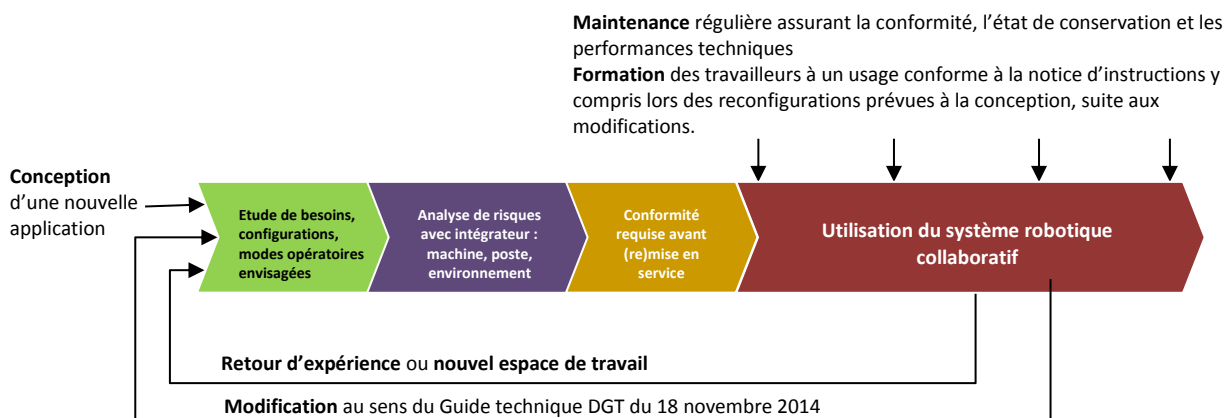 Maintenance régulière assurant la conformité, l’état de conservation et les
performances techniques
Formation des travailleurs à un usage conforme à la notice d’instructions y
compris lors des reconfigurations prévues à la conception, suite aux
modifications.
Conception
d’une nouvelle
application
Etude de besoins,
configurations,
modes opératoires
envisagées
Analyse de risques
avec intégrateur :
machine, poste,
environnement
Conformité
requise avant
(re)mise en
service
Utilisation du système robotique
collaboratif
Retour d’expérience ou nouvel espace de travail
Modification au sens du Guide technique DGT du 18 novembre 2014